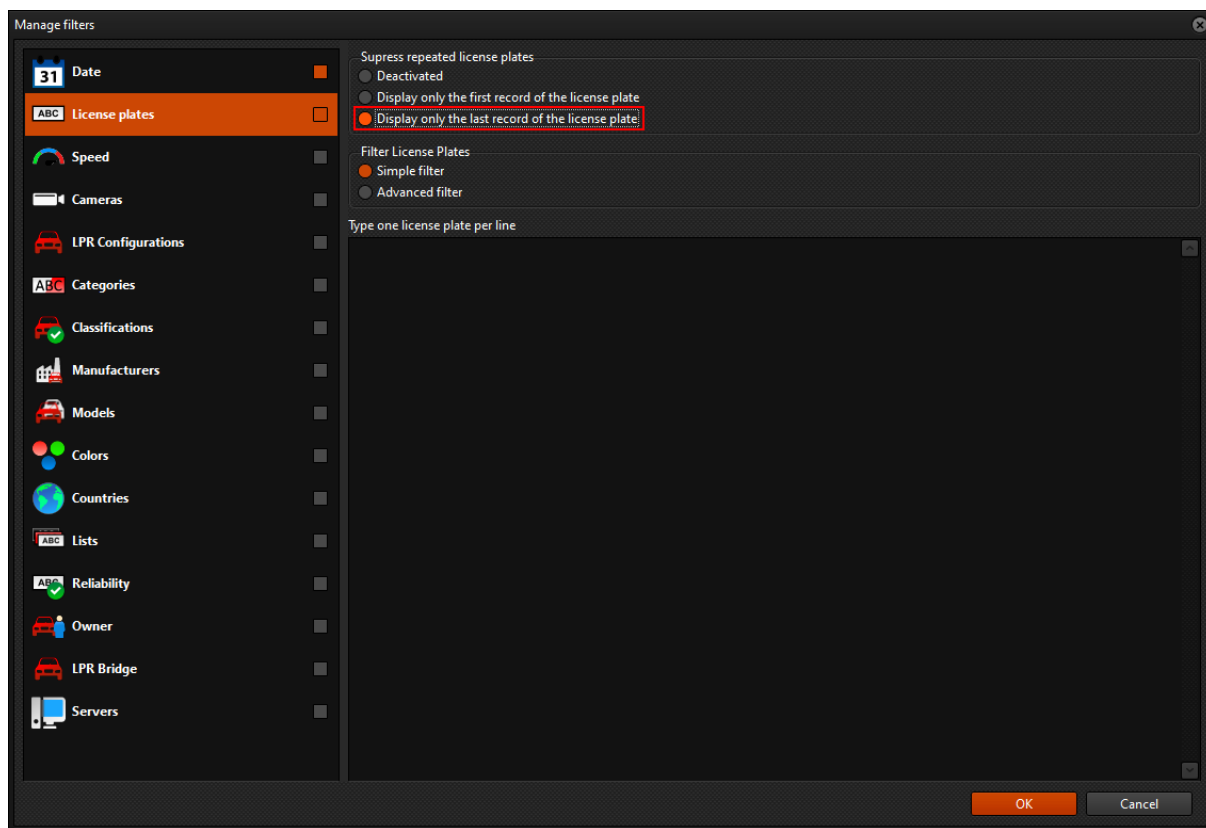 Manage filters
31 Date
ABC License plates
Speed
Cameras
LPR Configurations
ABC Categories
Classifications
Manufacturers
Models
Colors
Countries
ABC Lists
ABC Reliability
Owner
LPR Bridge
Servers
Supress repeated license plates
Deactivated
Display only the first record of the license plate
Display only the last record of the license plate
Filter License Plates
Simple filter
Advanced filter
Type one license plate per line
OK Cancel